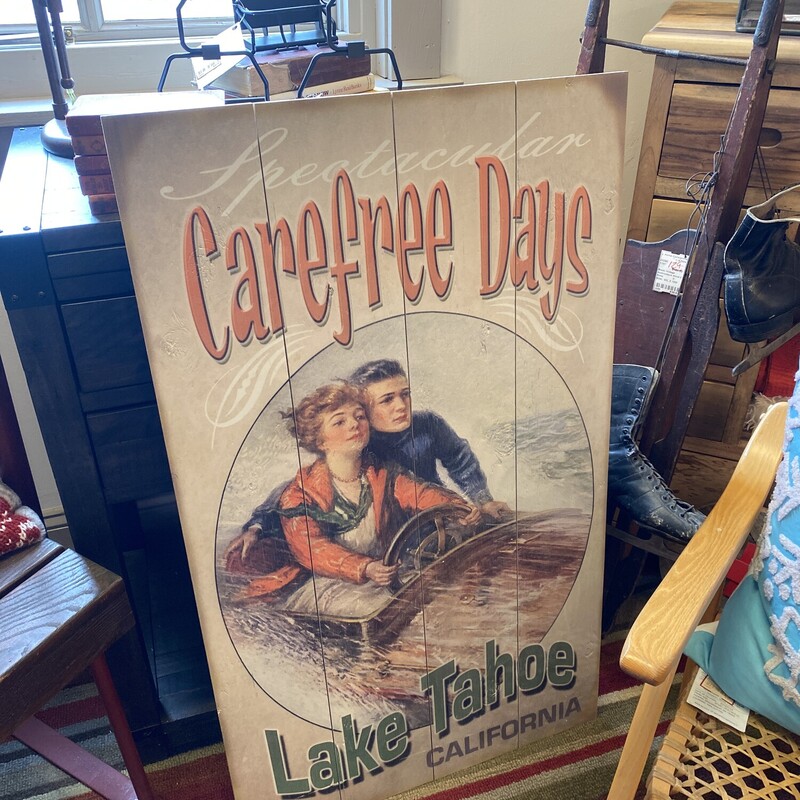 Spectacular
Carefree Days
Lake Tahoe
CALIFORNIA